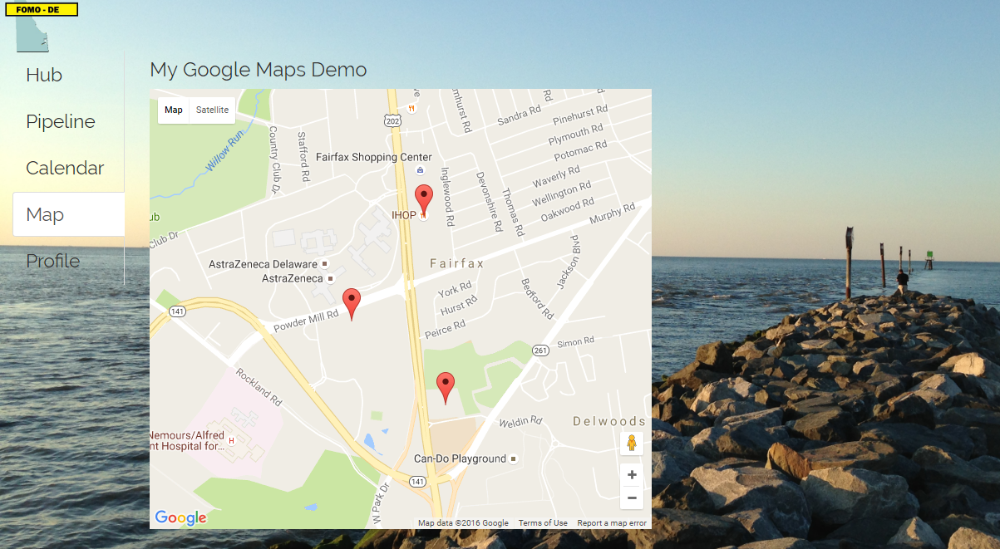 FOMO - DE
Hub
Pipeline
Calendar
Map
Profile
My Google Maps Demo
Map
Satellite
202
Sandra Rd
Pinehurst Rd
Plymouth Rd
Potomac Rd
Waverly Rd
Wellington Rd
Oakwood Rd
Murphy Rd
Willow Run
Country Club Dr
Stafford Rd
Fairfax Shopping Center
Inglewood Rd
Devonshire Rd
Thomas Rd
IHOP
Club Dr
AstraZeneca Delaware
AstraZeneca
Fairfax
Jackson Blvd
York Rd
Hurst Rd
Peirce Rd
Bedford Rd
141
Powder Mill Rd
261
Simon Rd
Rockland Rd
Weldin Rd
Delwoods
Nemours/Alfred
nt Hospital for...
H
Can-Do Playground
141
W Park Dr
Google
Map data ©2016 Google
Terms of Use
Report a map error